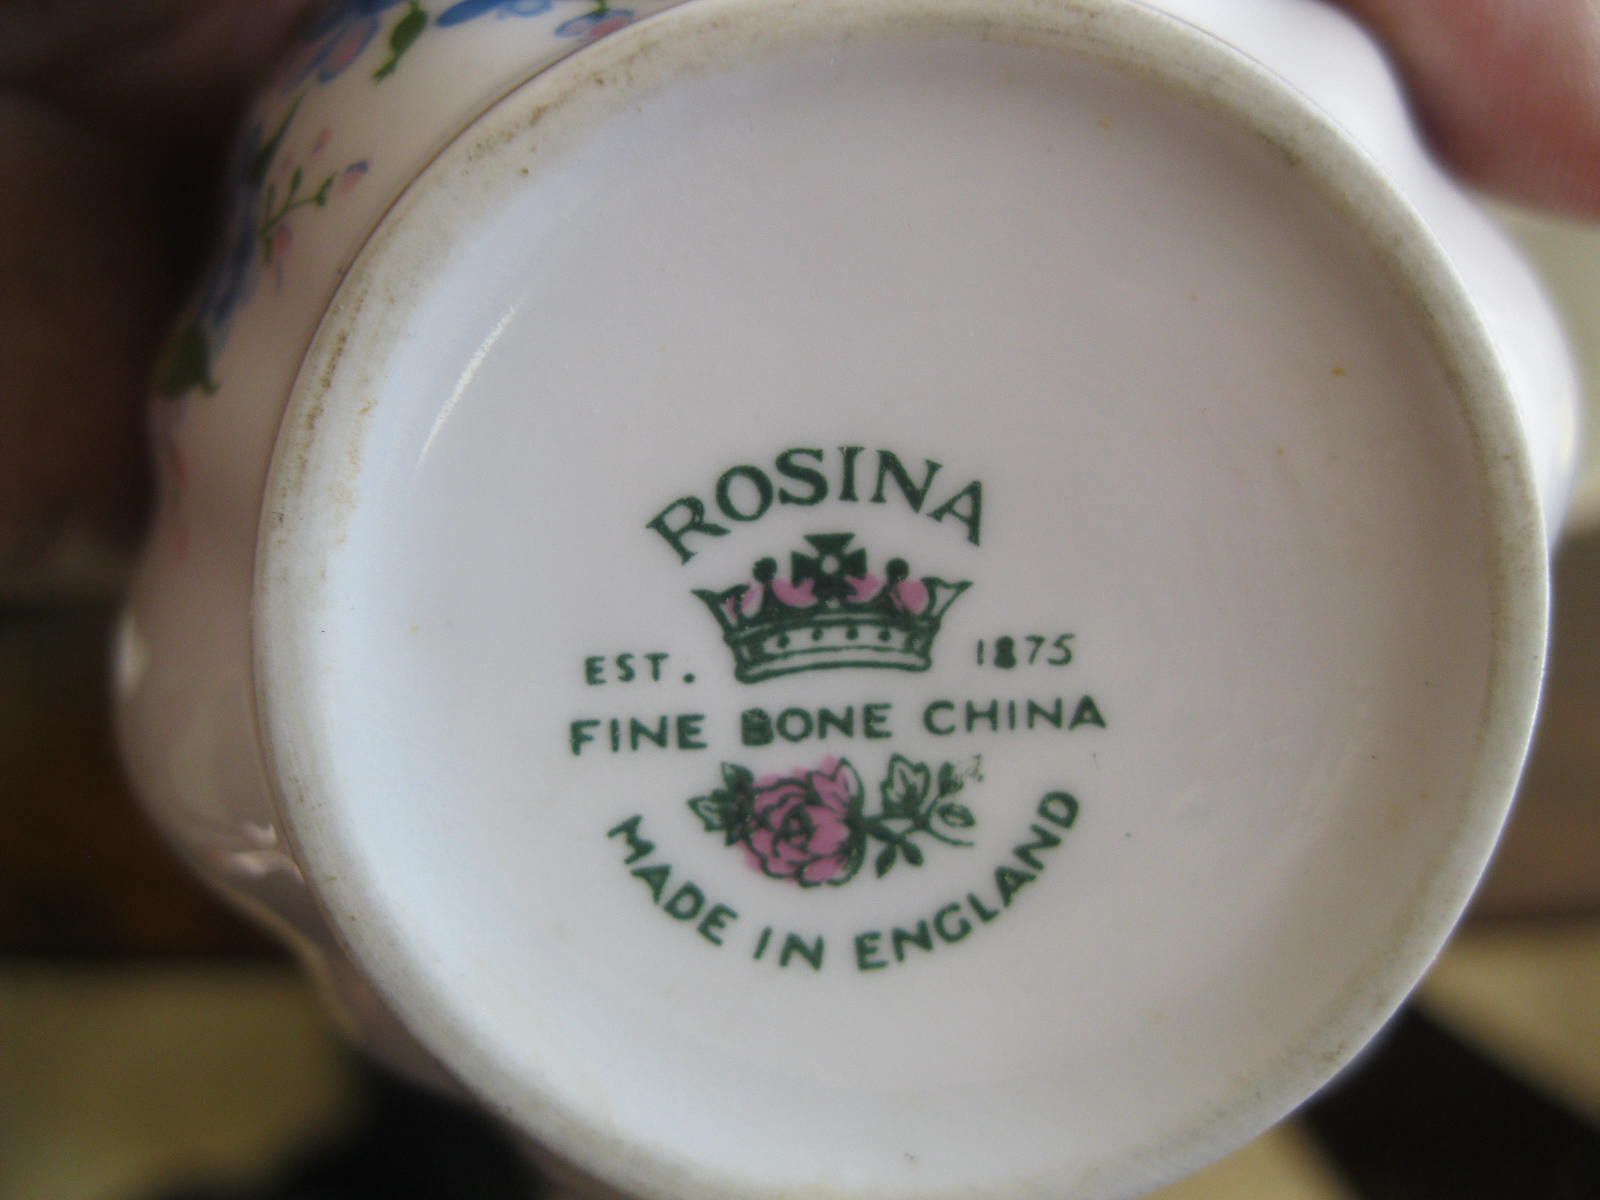 ROSINA
EST. 1875
FINE BONE CHINA
MADE IN ENGLAND